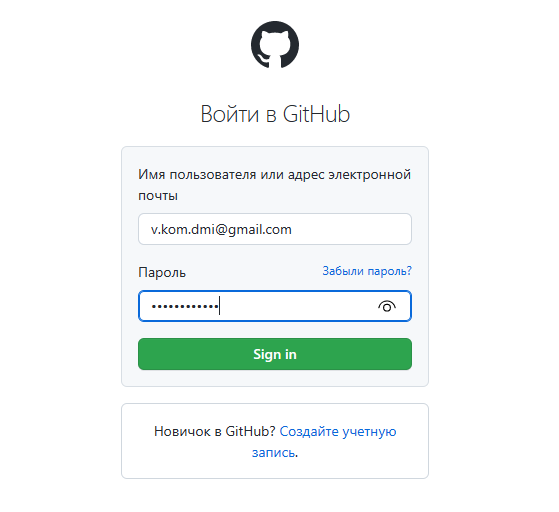 Войти в GitHub
Имя пользователя или адрес электронной
почты
v.kom.dmi@gmail.com
Пароль
Забыли пароль?
••••••••••••
Sign in
Новичок в GitHub? Создайте учетную
запись.